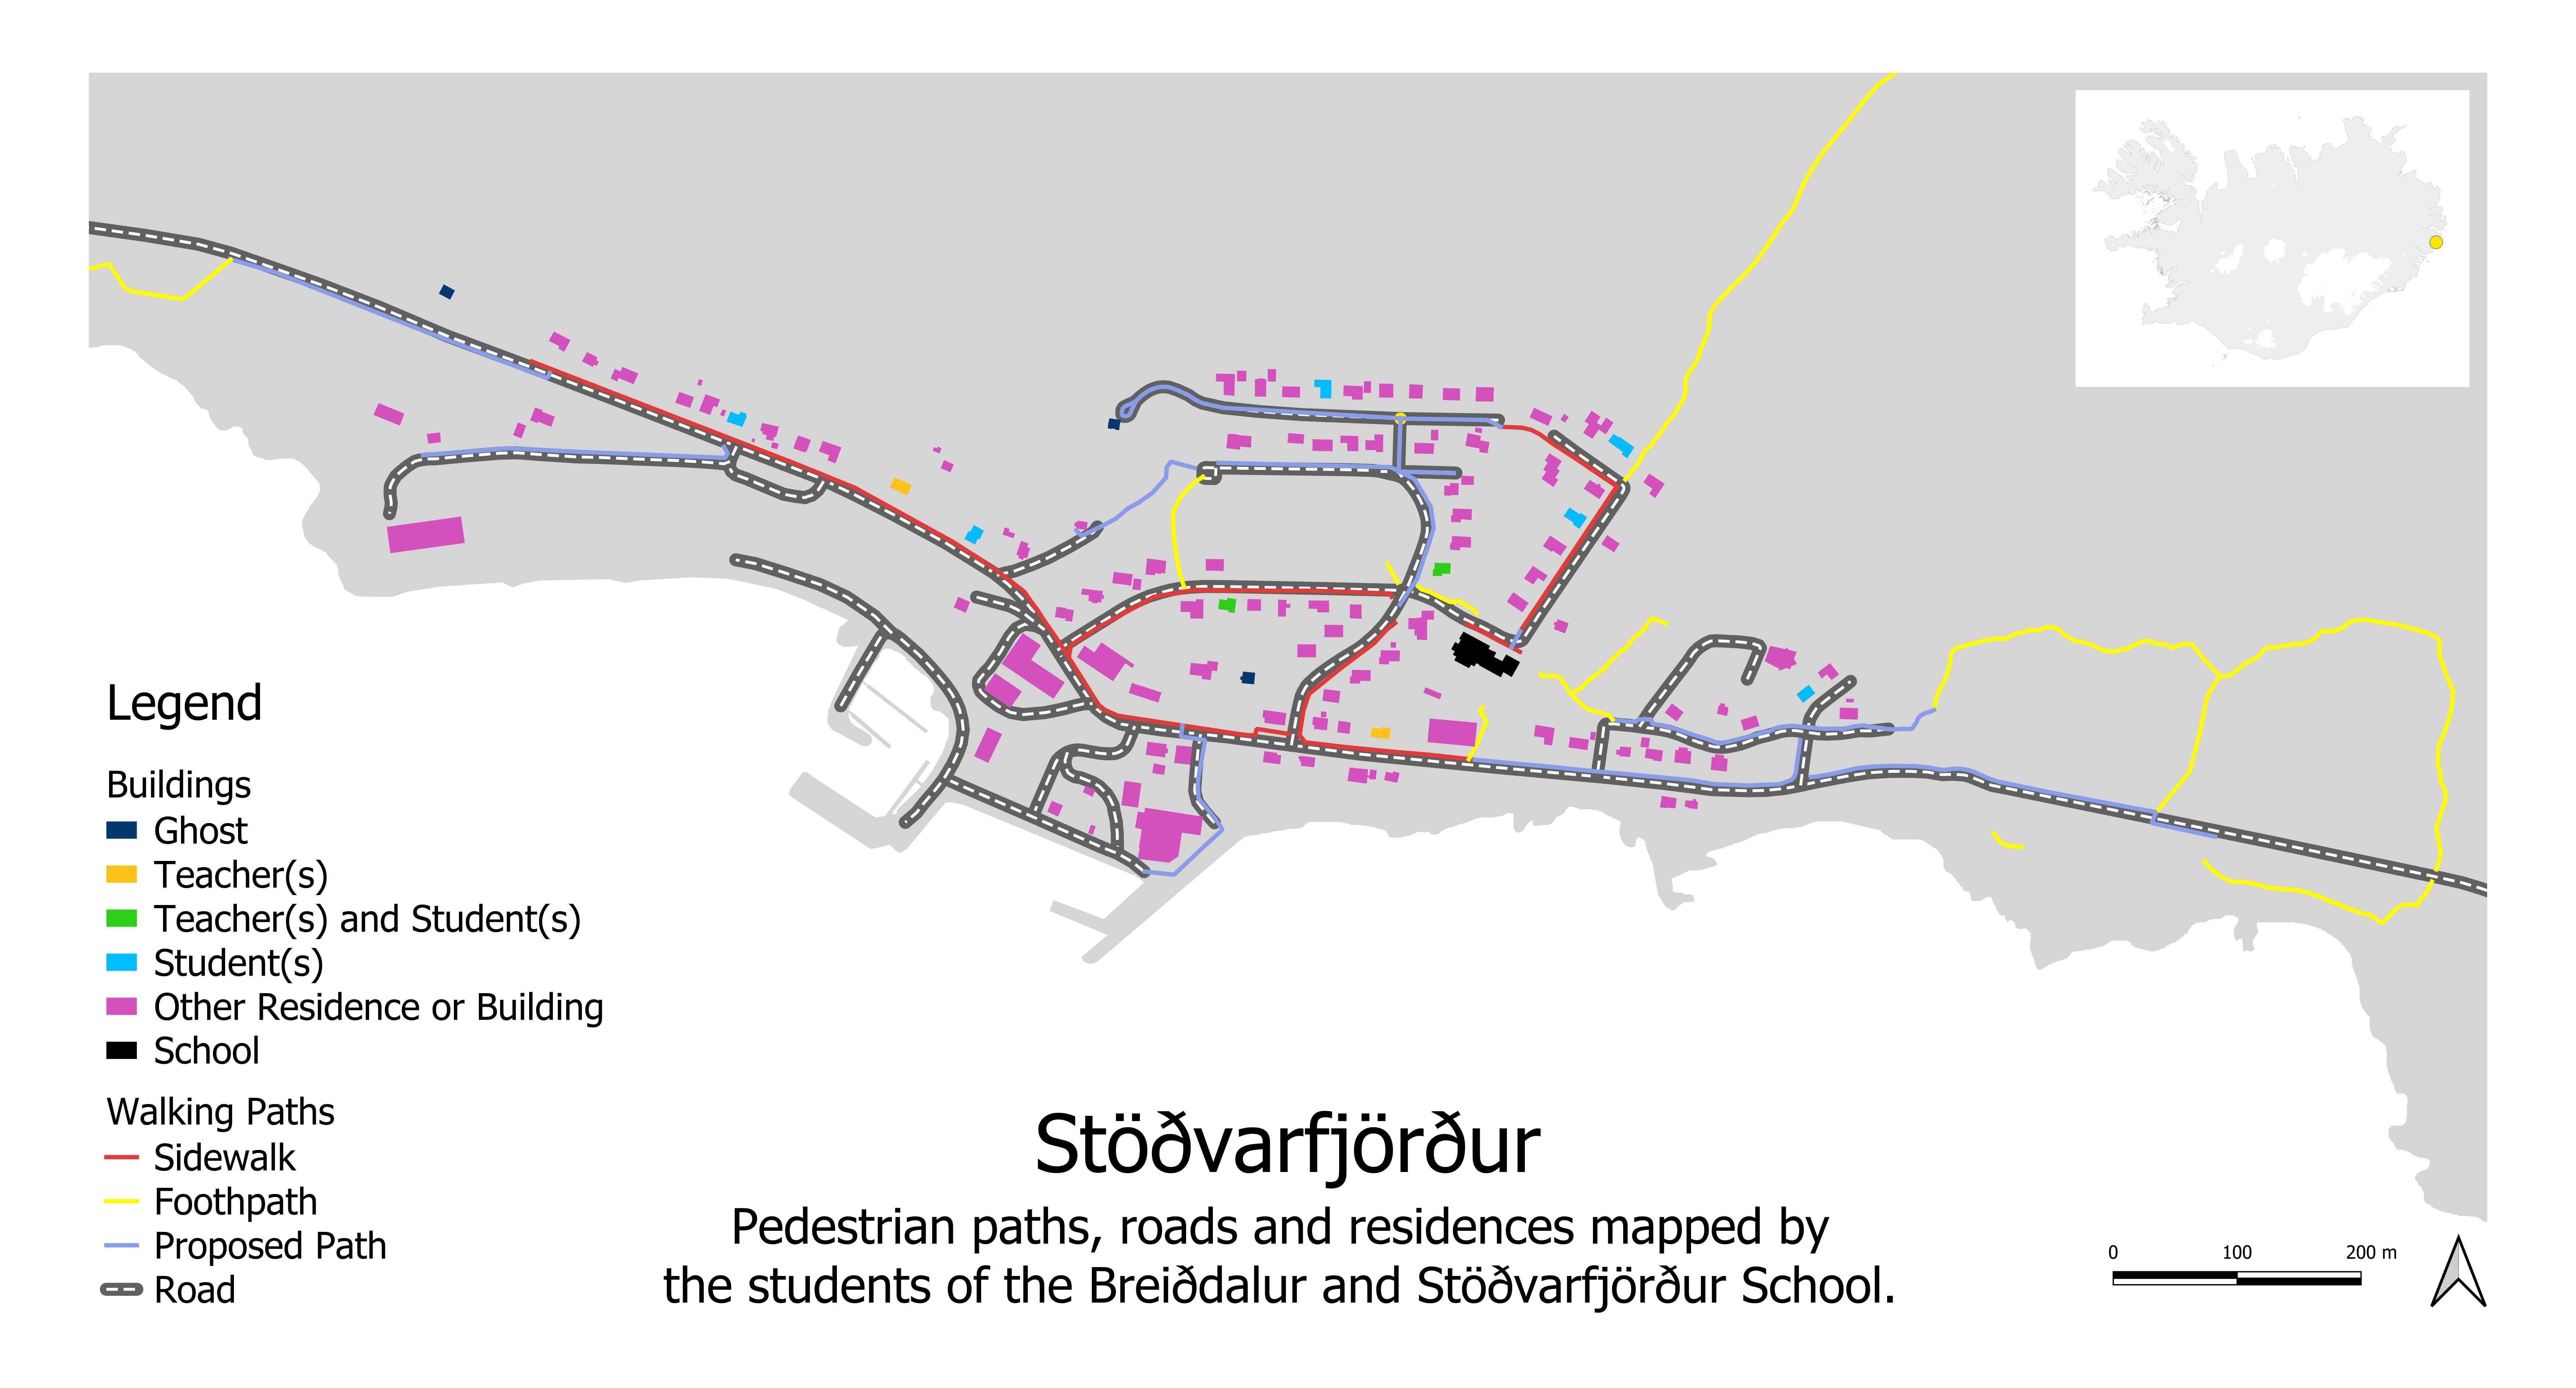 Legend
Buildings
Ghost
Teacher(s)
Teacher(s) and Student(s)
Student(s)
Other Residence or Building
School
Walking Paths
Sidewalk
Foothpath
Proposed Path
Road
Stöðvarfjörður
Pedestrian paths, roads and residences mapped by
the students of the Breiðdalur and Stöðvarfjörður School.
0 100 200 m